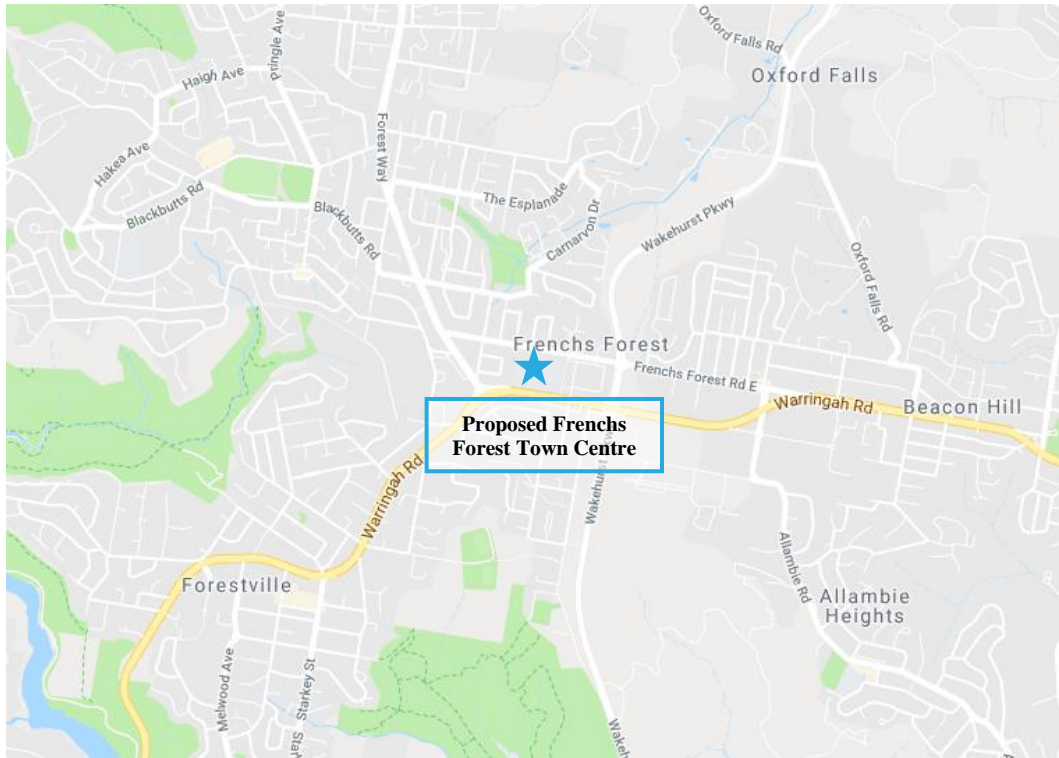 Oxford Falls Rd
Oxford Falls
Pringle Ave
Haigh Ave
Forest Way
Hakea Ave
Blackbutts Rd
The Esplanade
Blackbutts Rd
Carnarvon Dr
Wakehurst Pkwy
Oxford Falls Rd
Frenchs Forest
Frenchs Forest Rd E
Warringah Rd
Beacon Hill
Proposed Frenchs
Forest Town Centre
Warringah Rd
Wakehurst
Allambie Rd
Forestville
Allambie
Heights
Melwood Ave
Starkey St